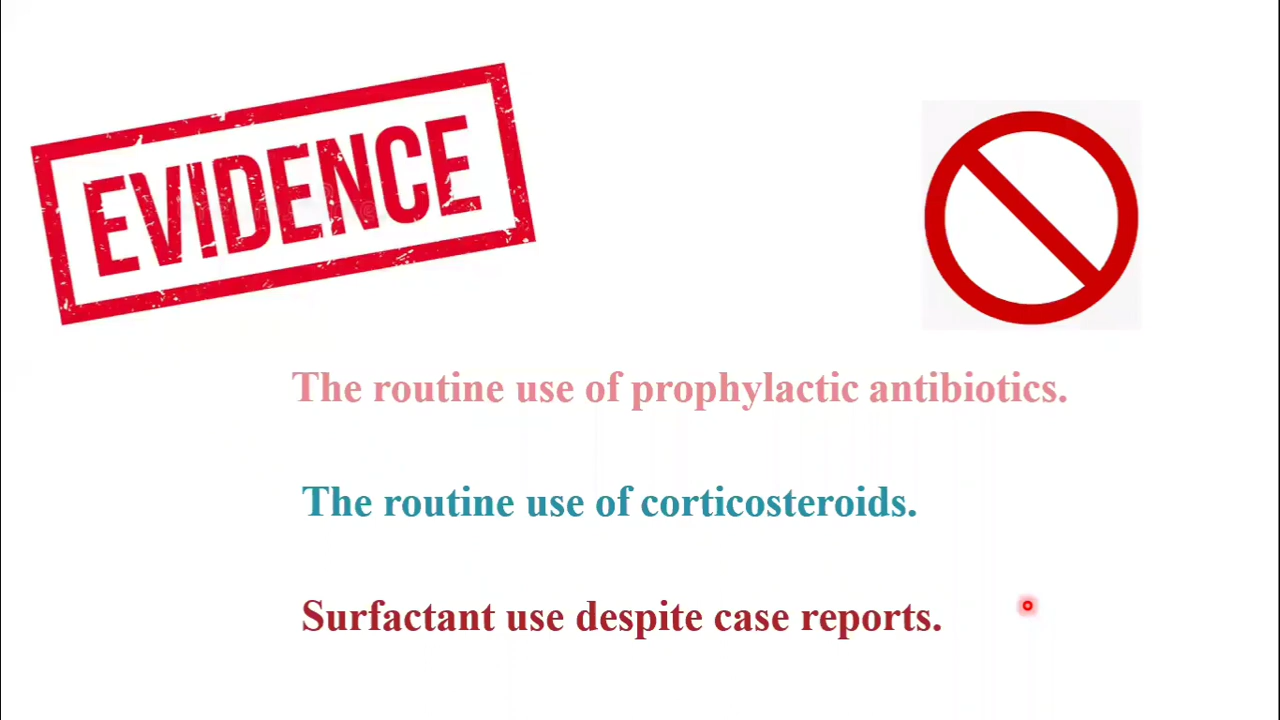 EVIDENCE
The routine use of prophylactic antibiotics.
The routine use of corticosteroids.
Surfactant use despite case reports.